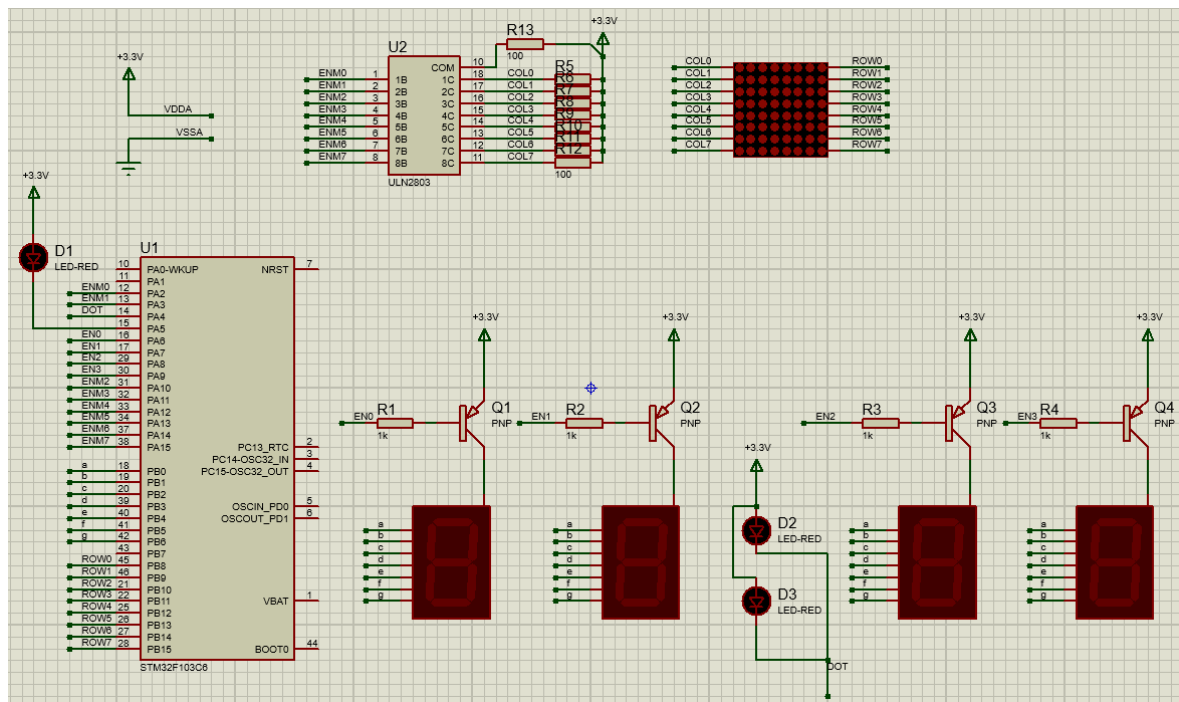 +3.3V
VDDA
VSSA
U2
R13
100
+3.3V
COM 10
ENM0 1 1B 1C 18 COL0 R5
ENM1 2 2B 2C 17 COL1 R6
ENM2 3 3B 3C 16 COL2 R7
ENM3 4 4B 4C 15 COL3 R8
ENM4 5 5B 5C 14 COL4 R9
ENM5 6 6B 6C 13 COL5 R10
ENM6 7 7B 7C 12 COL6 R11
ENM7 8 8B 8C 11 COL7 R12
ULN2803
100
COL0 ROW0
COL1 ROW1
COL2 ROW2
COL3 ROW3
COL4 ROW4
COL5 ROW5
COL6 ROW6
COL7 ROW7
+3.3V
D1
LED-RED
U1
10 PA0-WKUP NRST 7
11 PA1
ENM0 12 PA2
ENM1 13 PA3
DOT 14 PA4
15 PA5
EN0 16 PA6
EN1 17 PA7
EN2 29 PA8
EN3 30 PA9
ENM2 31 PA10
ENM3 32 PA11
ENM4 33 PA12
ENM5 34 PA13
ENM6 37 PA14
ENM7 38 PA15
PC13_RTC 2
PC14-OSC32_IN 3
PC15-OSC32_OUT 4
a 18 PB0
b 19 PB1
c 20 PB2
d 39 PB3 OSCIN_PD0 5
e 40 PB4 OSCOUT_PD1 6
f 41 PB5
g 42 PB6
43 PB7
ROW0 45 PB8
ROW1 46 PB9
ROW2 21 PB10
ROW3 22 PB11 VBAT 1
ROW4 25 PB12
ROW5 26 PB13
ROW6 27 PB14
ROW7 28 PB15 BOOT0 44
STM32F103C6
+3.3V
EN0 R1
1k
Q1
PNP
a
b
c
d
e
f
g
+3.3V
EN1 R2
1k
Q2
PNP
a
b
c
d
e
f
g
+3.3V
D2
LED-RED
D3
LED-RED
DOT
+3.3V
EN2 R3
1k
Q3
PNP
a
b
c
d
e
f
g
+3.3V
EN3 R4
1k
Q4
PNP
a
b
c
d
e
f
g